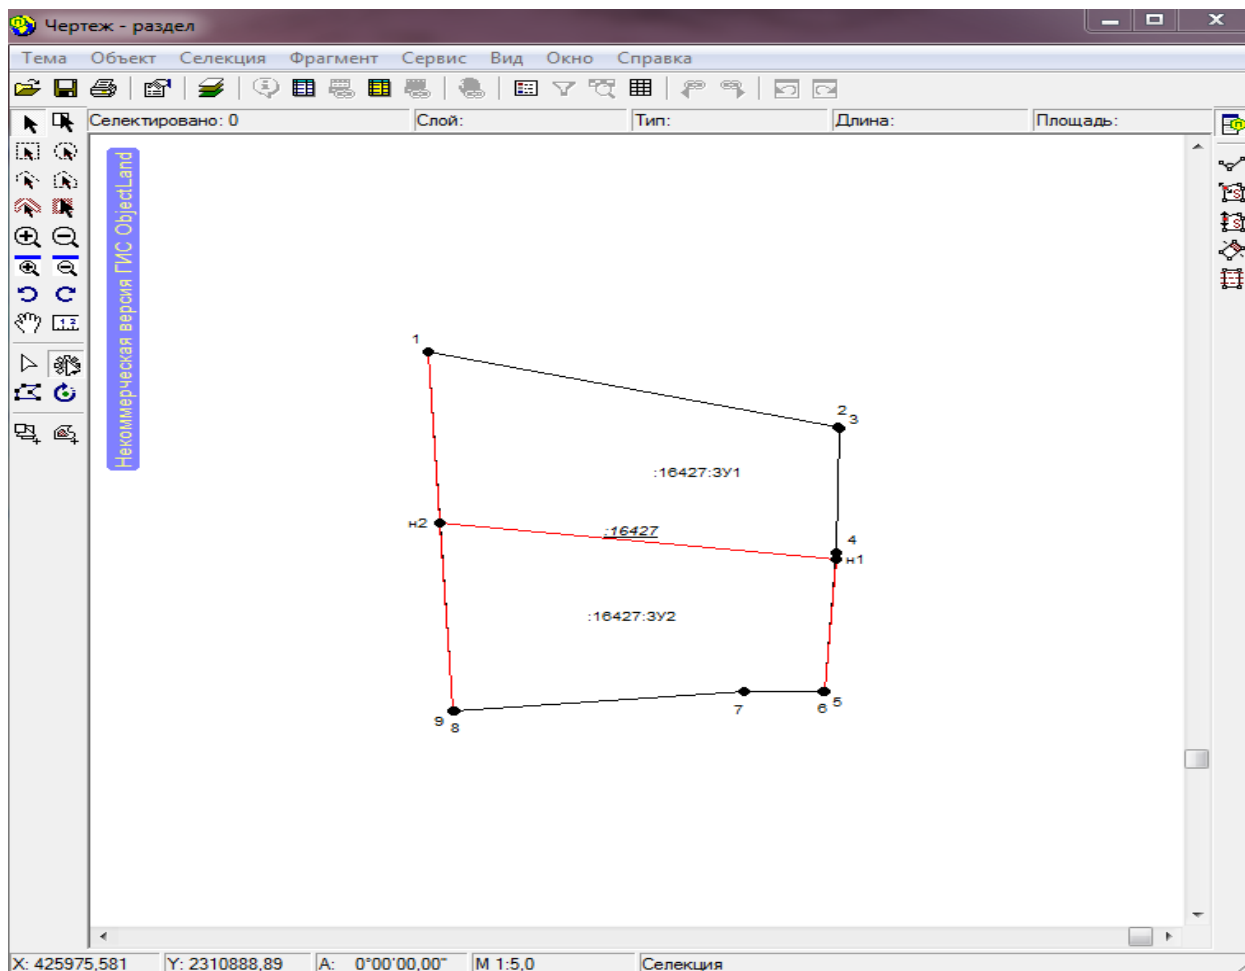 Чертеж - раздел
Тема Объект Селекция Фрагмент Сервис Вид Окно Справка
Селектировано: 0 Слой: Тип: Длина: Площадь:
Некоммерческая версия ГИС ObjectLand
1
2
3
:16427:ЗУ1
н2
:16427
4
н1
:16427:ЗУ2
5
6
7
9
8
X: 425975,581 Y: 2310888,89 A: 0°00'00,00" М 1:5,0 Селекция